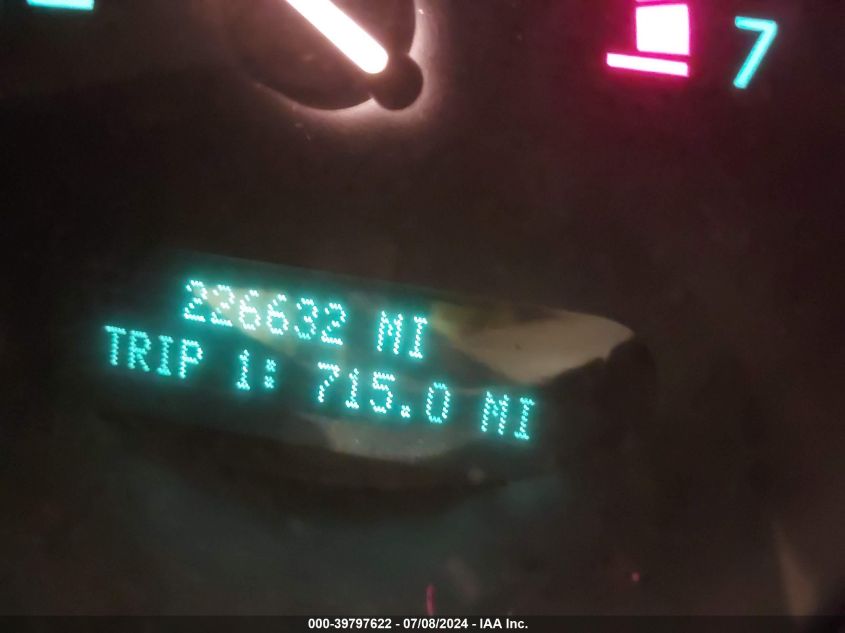 7
226632 MI
TRIP 1: 715.0 MI
000-39797622 - 07/08/2024 - IAA Inc.